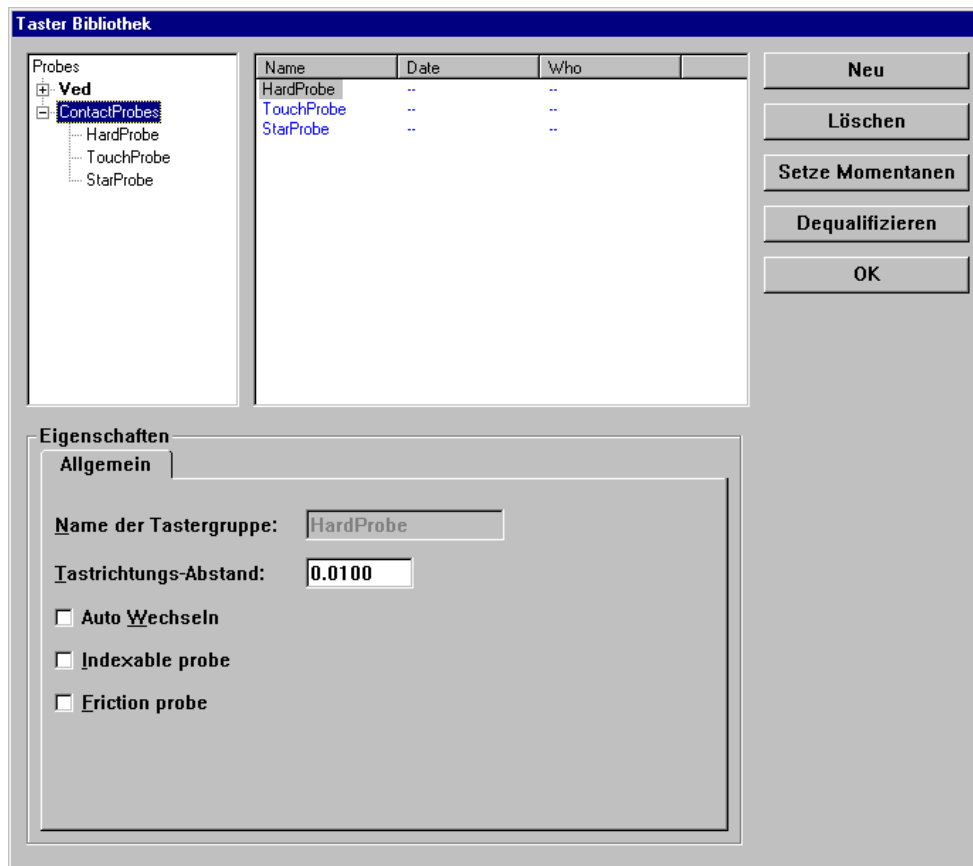 Taster Bibliothek
Probes
Ved
ContactProbes
HardProbe
TouchProbe
StarProbe
Name Date Who
HardProbe -- --
TouchProbe -- --
StarProbe -- --
Neu
Löschen
Setze Momentanen
Dequalifizieren
OK
Eigenschaften
Allgemein
Name der Tastergruppe: HardProbe
Tastrichtungs-Abstand: 0.0100
Auto Wechseln
Indexable probe
Friction probe